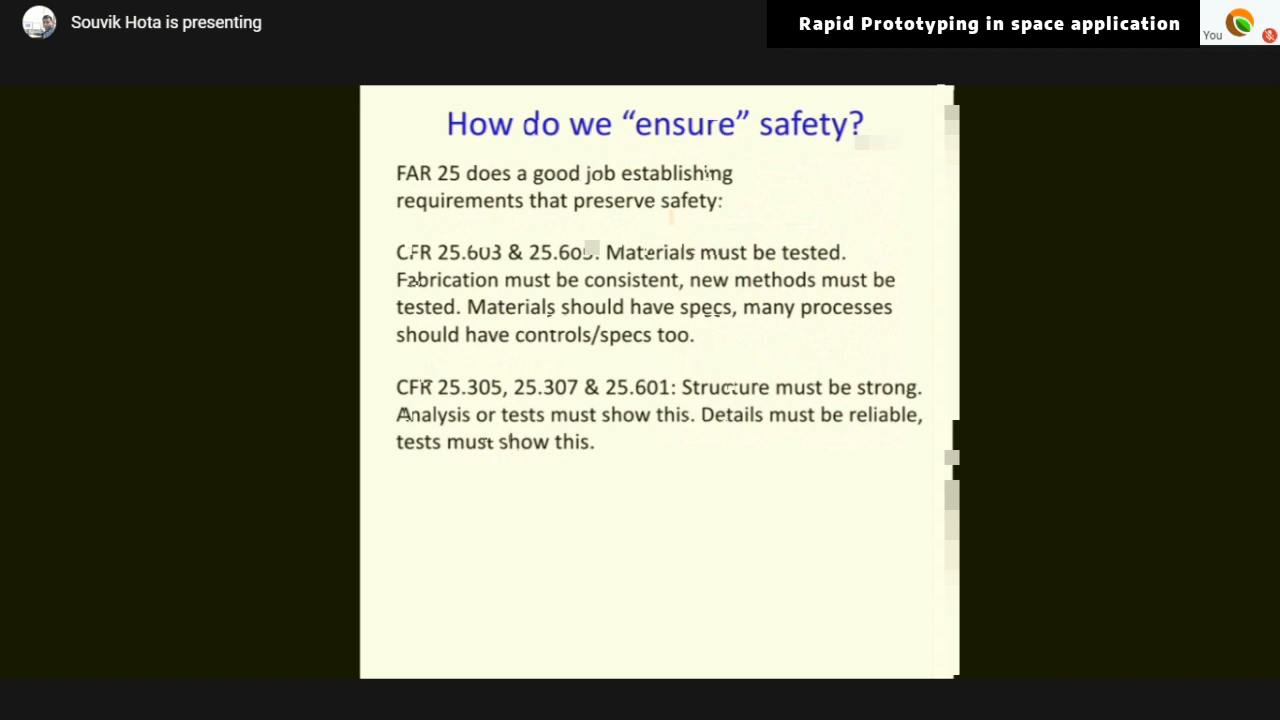 Souvik Hota is presenting
Rapid Prototyping in space application
You
How do we “ensure” safety?
FAR 25 does a good job establishing
requirements that preserve safety:
CFR 25.603 & Materials must be tested.
Fabrication must be consistent, new methods must be
tested. Materials should have specs, many processes
should have controls/specs too.
CFR 25.305, 25.307 & 25.601: Structure must be strong.
Analysis or tests must show this. Details must be reliable,
tests must show this.